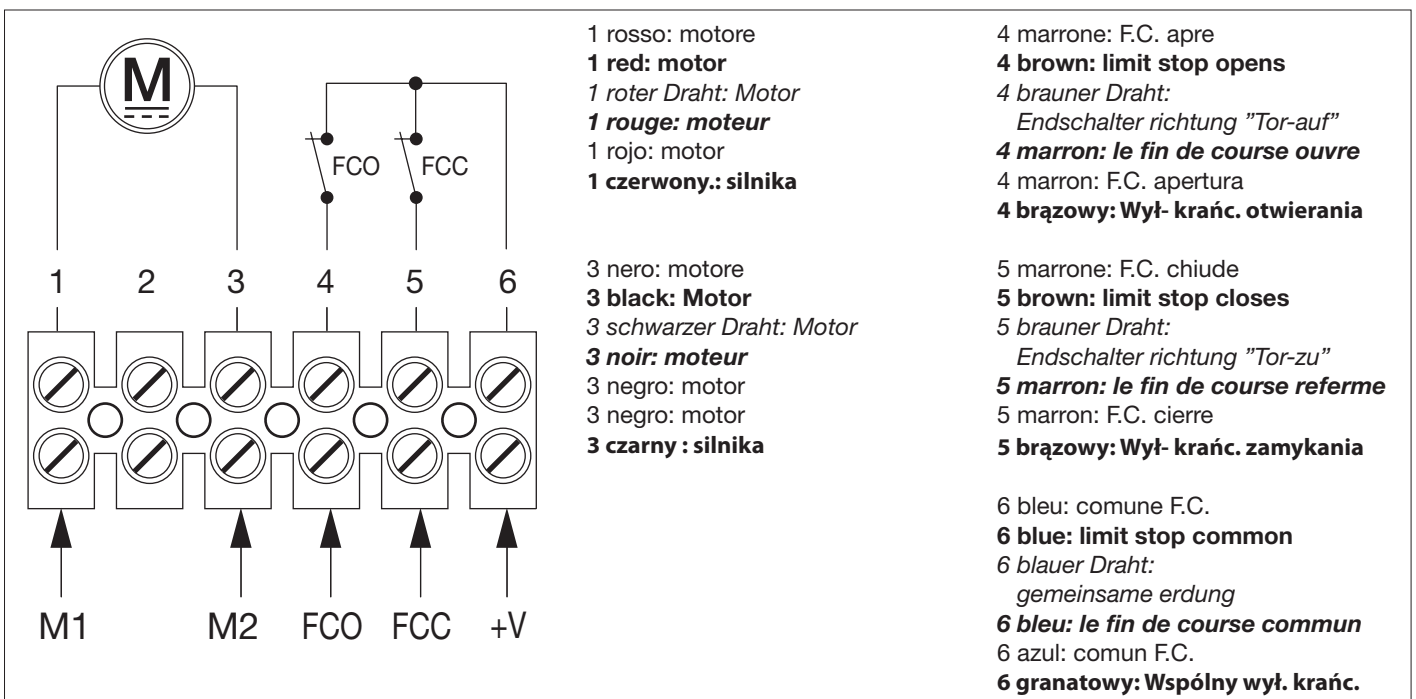 M
FCO
FCC
1
2
3
4
5
6
M1
M2
FCO
FCC
+V
1 rosso: motore
1 red: motor
1 roter Draht: Motor
1 rouge: moteur
1 rojo: motor
1 czerwony.: silnika
3 nero: motore
3 black: Motor
3 schwarzer Draht: Motor
3 noir: moteur
3 negro: motor
3 negro: motor
3 czarny : silnika
4 marrone: F.C. apre
4 brown: limit stop opens
4 brauner Draht:
Endschalter richtung ”Tor-auf”
4 marron: le fin de course ouvre
4 marron: F.C. apertura
4 brązowy: Wył- krańc. otwierania
5 marrone: F.C. chiude
5 brown: limit stop closes
5 brauner Draht:
Endschalter richtung ”Tor-zu”
5 marron: le fin de course referme
5 marron: F.C. cierre
5 brązowy: Wył- krańc. zamykania
6 bleu: comune F.C.
6 blue: limit stop common
6 blauer Draht:
gemeinsame erdung
6 bleu: le fin de course commun
6 azul: comun F.C.
6 granatowy: Wspólny wył. krańc.